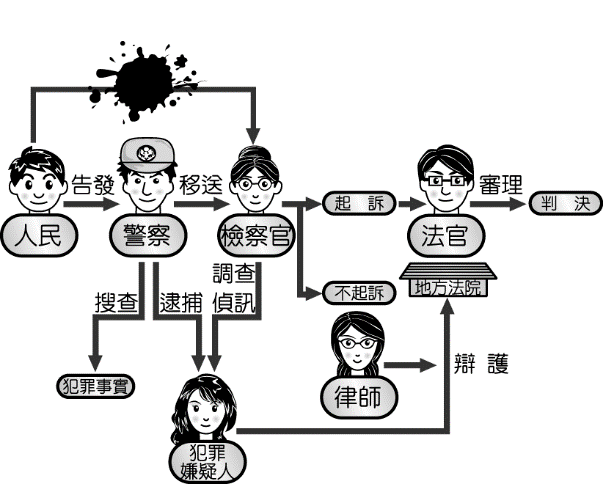 告發
移送
審理
人民
警察
檢察官
起訴
法官
判決
調查
偵訊
搜查
逮捕
不起訴
地方法院
犯罪事實
律師
辯護
犯罪
嫌疑人